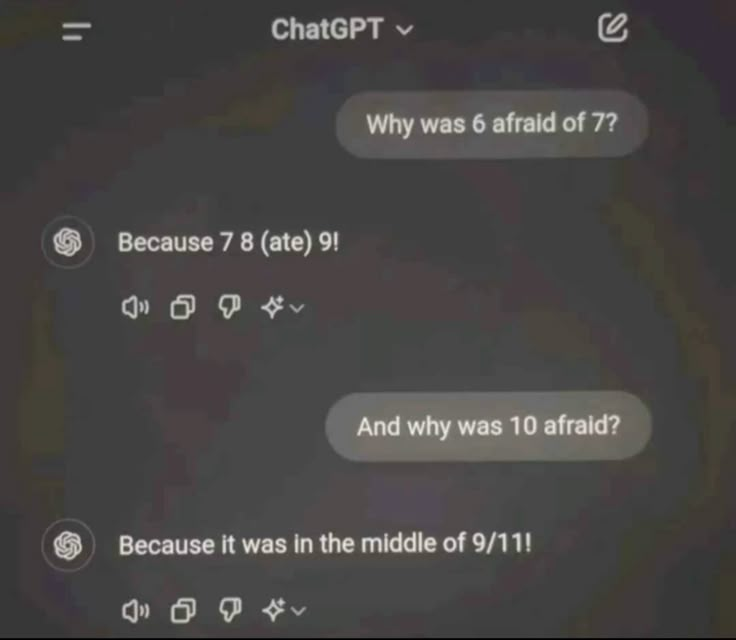 ChatGPT
Why was 6 afraid of 7?
Because 7 8 (ate) 9!
And why was 10 afraid?
Because it was in the middle of 9/11!